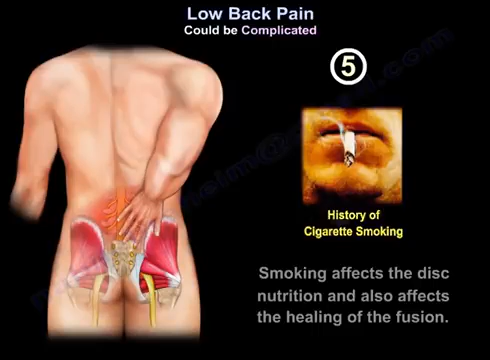 Low Back Pain
Could be Complicated
5
History of
Cigarette Smoking
Smoking affects the disc
nutrition and also affects
the healing of the fusion.